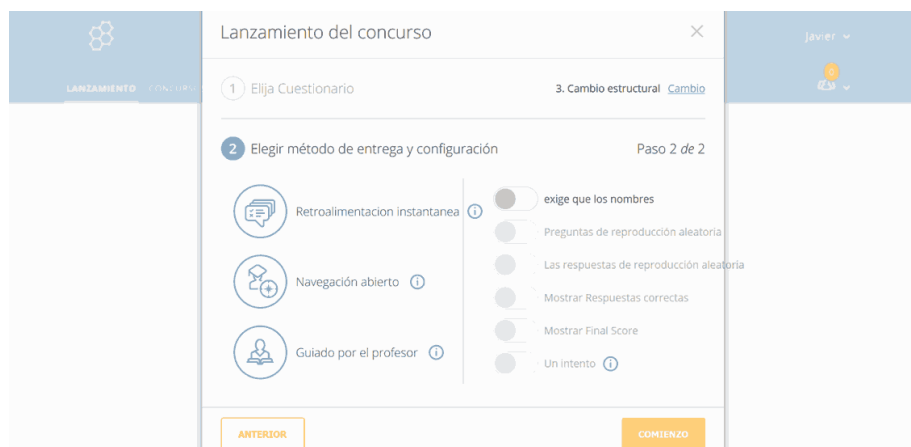 Lanzamiento del concurso
Javier
0
LANZAMIENTO
1 Elija Cuestionario
3. Cambio estructural Cambio
2 Elegir método de entrega y configuración
Paso 2 de 2
Retroalimentacion instantanea
exige que los nombres
Preguntas de reproducción aleatoria
Las respuestas de reproducción aleatoria
Navegación abierto
Mostrar Respuestas correctas
Mostrar Final Score
Guiado por el profesor
Un intento
ANTERIOR
COMIENZO